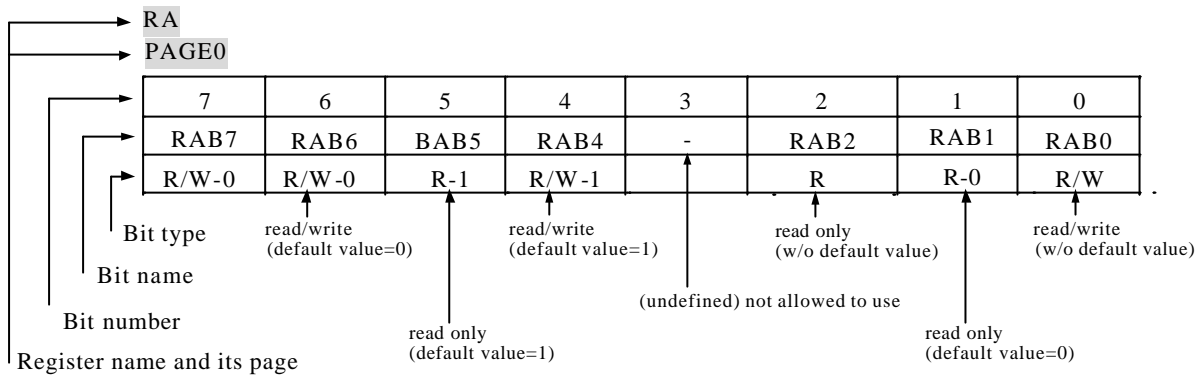 RA
PAGE0
7 6 5 4 3 2 1 0
RAB7 RAB6 BAB5 RAB4 - RAB2 RAB1 RAB0
R/W-0 R/W-0 R-1 R/W-1 R R-0 R/W
Bit type
read/write
(default value=0)
read/write
(default value=1)
read only
(w/o default value)
read/write
(w/o default value)
Bit name
(undefined) not allowed to use
Bit number
read only
(default value=1)
read only
(default value=0)
Register name and its page